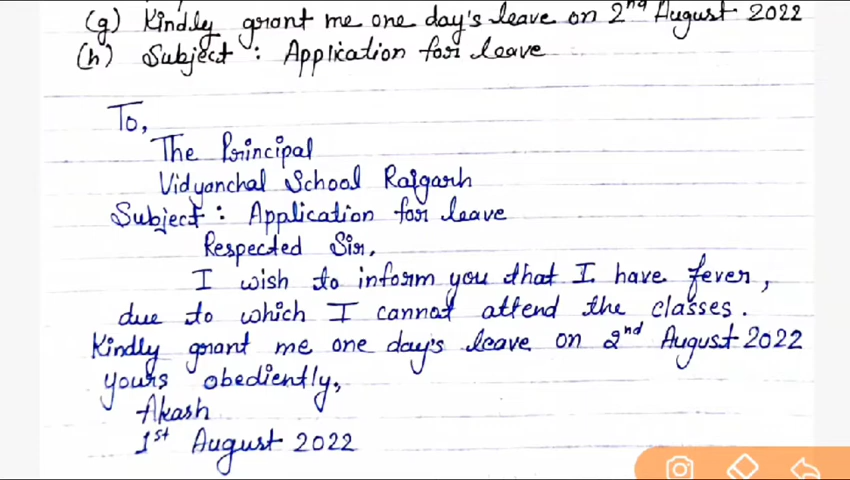 (g) Kindly grant me one day's leave on 2nd August 2022
(h) Subject : Application for leave
To,
The Principal
Vidyanchal School Rajgarh
Subject : Application for leave
Respected Sir,
I wish to inform you that I have fever,
due to which I cannot attend the classes.
Kindly grant me one day's leave on 2nd August 2022
yours obediently,
Akash
1st August 2022